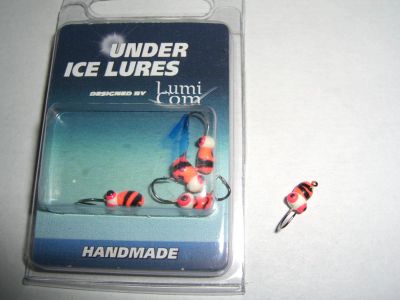 UNDER
ICE LURES
DESIGNED BY Lumi
Com
HANDMADE